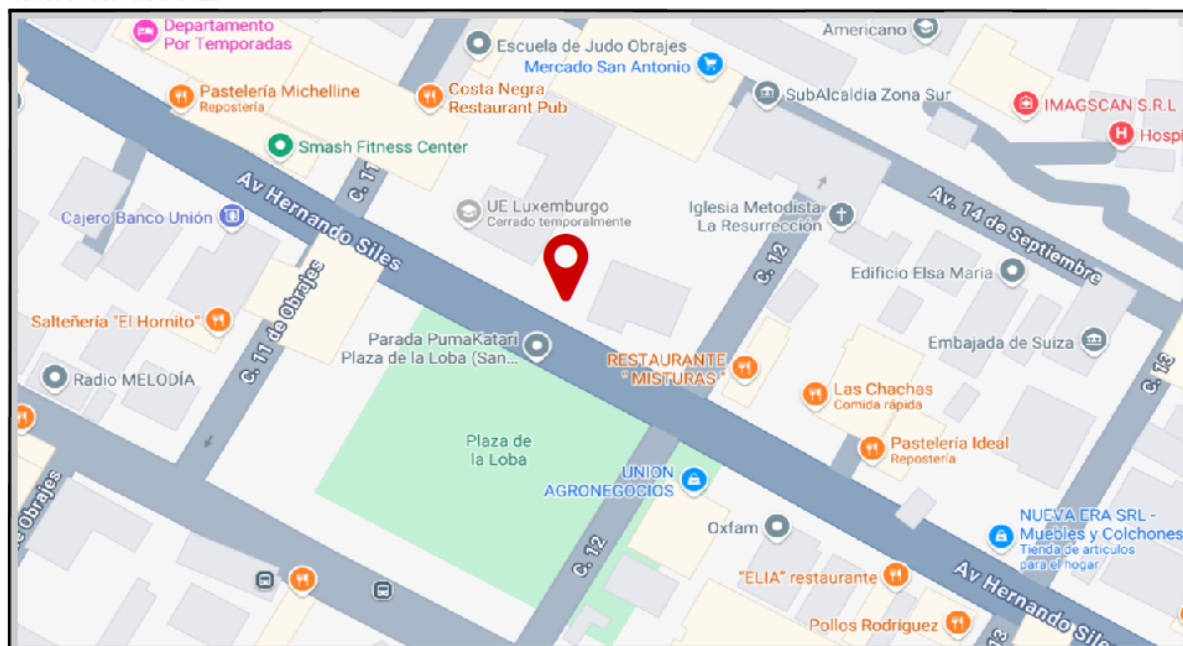 Departamento
Por Temporadas
Escuela de Judo Obrajes
Americano
Mercado San Antonio
Pastelería Michelline
Repostería
Costa Negra
Restaurant Pub
SubAlcaldia Zona Sur
IMAGSCAN S.R.L
Hospi
Smash Fitness Center
C. 11
Av Hernando Siles
Cajero Banco Unión
UE Luxemburgo
Cerrado temporalmente
Iglesia Metodista
La Resurrección
Av. 14 de Septiembre
C. 12
Edificio Elsa Maria
Salteñería "El Hornito"
C. 11 de Obrajes
Parada PumaKatari
Plaza de la Loba (San...
Embajada de Suiza
RESTAURANTE
" MISTURAS "
C. 13
Radio MELODÍA
Las Chachas
Comida rápida
Plaza de
la Loba
Pastelería Ideal
Repostería
UNION
AGRONEGOCIOS
de Obrajes
Oxfam
NUEVA ERA SRL -
Muebles y Colchones
Tienda de artículos
para el hogar
C. 12
"ELIA" restaurante
Av Hernando Siles
Pollos Rodríguez
13